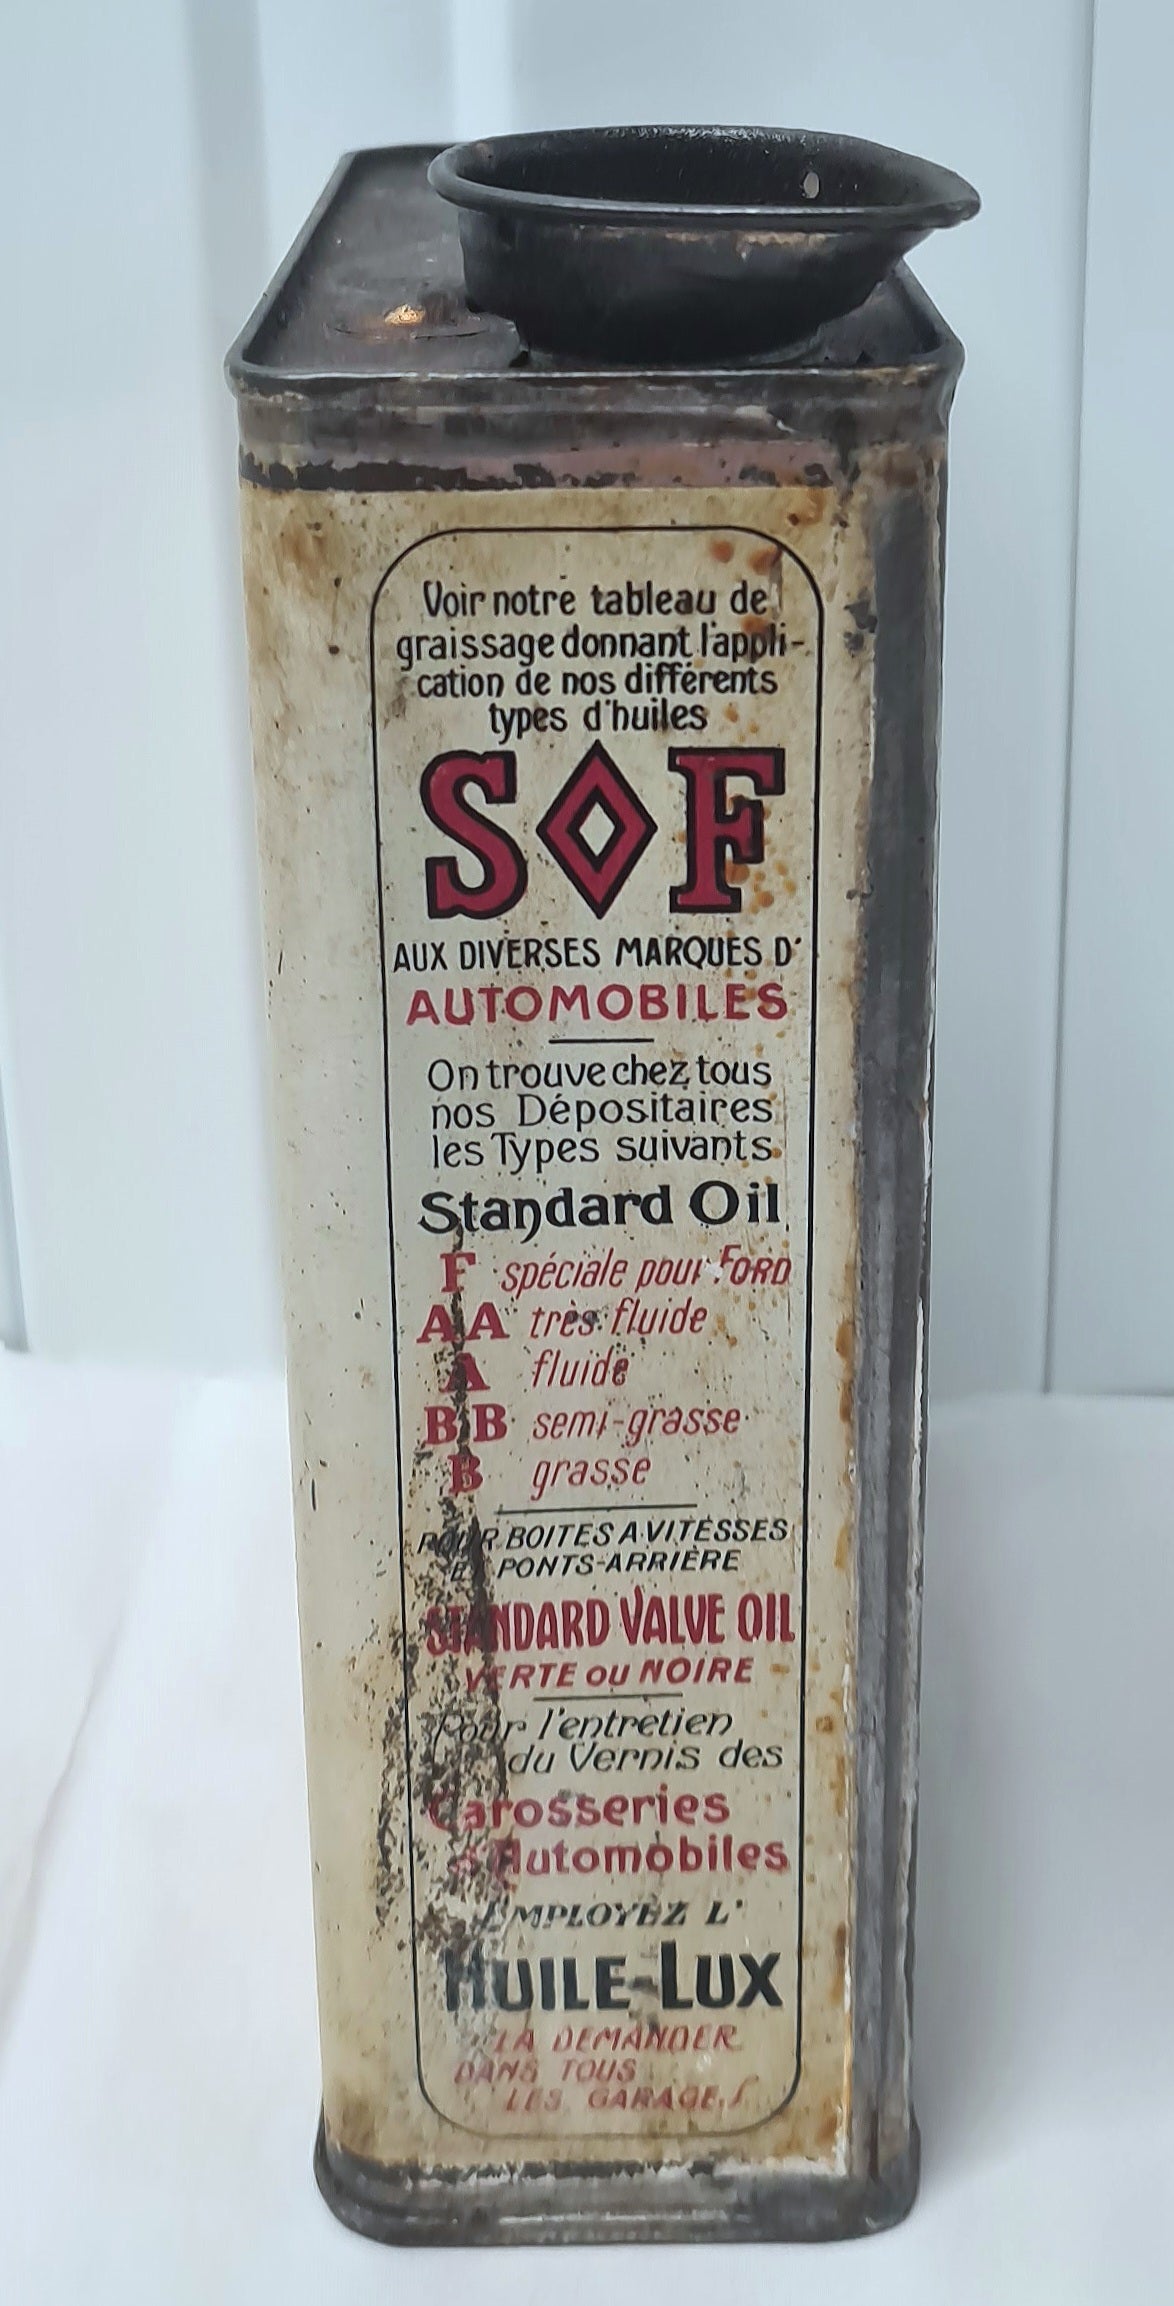 Voir notre tableau de
graissage donnant l'appli-
cation de nos différents
types d'huiles
S◊F
AUX DIVERSES MARQUES D'
AUTOMOBILES
On trouve chez tous
nos Dépositaires
les Types suivants
Standard Oil
F spéciale pour FORD
AA très fluide
A fluide
BB semi-grasse
B grasse
POUR BOITES A VITESSES
ET PONTS-ARRIÈRE
STANDARD VALVE OIL
VERTE OU NOIRE
Pour l'entretien
du Vernis des
Carosseries
d'Automobiles
EMPLOYEZ L'
HUILE-LUX
LA DEMANDER
DANS TOUS
LES GARAGES